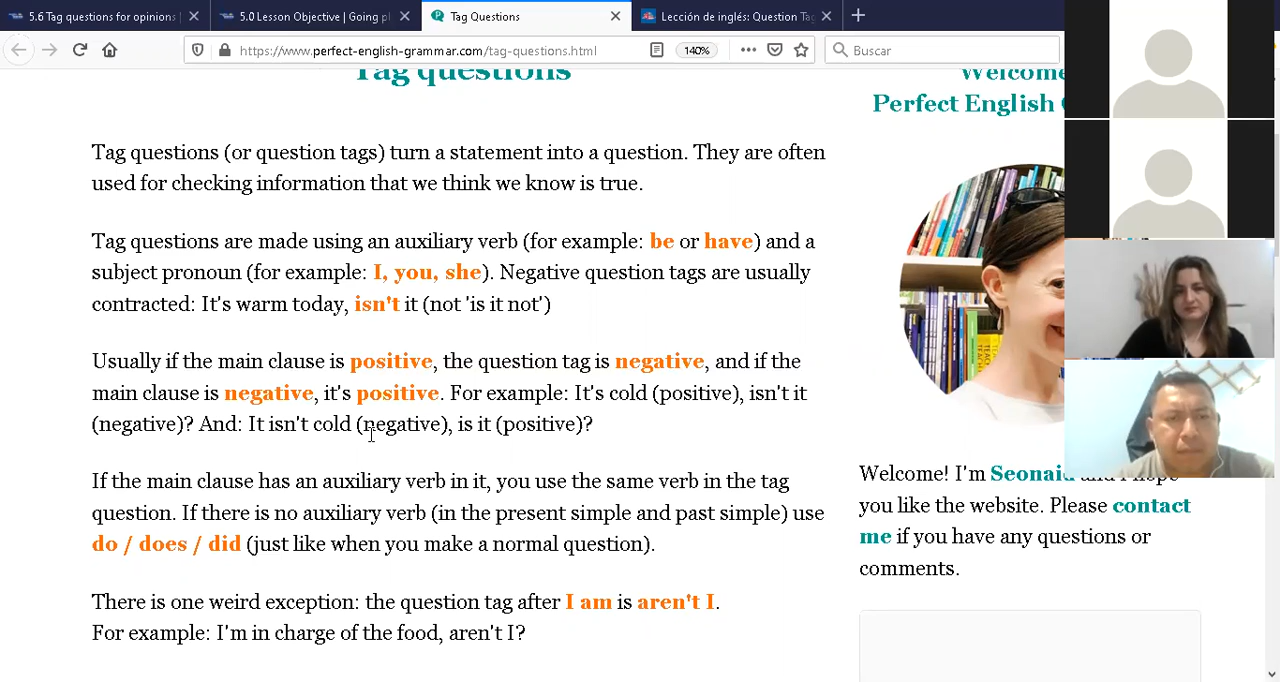 5.6 Tag questions for opinions
5.0 Lesson Objective | Going pl
Tag Questions
Lección de inglés: Question Tag
https://www.perfect-english-grammar.com/tag-questions.html
140%
Buscar
Tag questions
Tag questions (or question tags) turn a statement into a question. They are often
used for checking information that we think we know is true.
Tag questions are made using an auxiliary verb (for example: be or have) and a
subject pronoun (for example: I, you, she). Negative question tags are usually
contracted: It's warm today, isn't it (not 'is it not')
Usually if the main clause is positive, the question tag is negative, and if the
main clause is negative, it's positive. For example: It's cold (positive), isn't it
(negative)? And: It isn't cold (negative), is it (positive)?
If the main clause has an auxiliary verb in it, you use the same verb in the tag
question. If there is no auxiliary verb (in the present simple and past simple) use
do / does / did (just like when you make a normal question).
There is one weird exception: the question tag after I am is aren't I.
For example: I'm in charge of the food, aren't I?
Welcome
Perfect English
Welcome! I'm Seonaid and I hope
you like the website. Please contact
me if you have any questions or
comments.